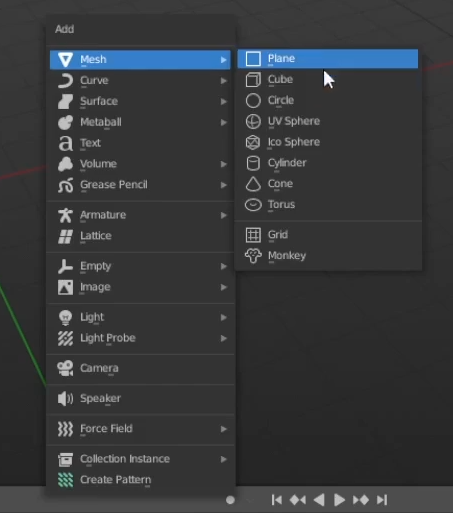 Add
Mesh
Curve
Surface
Metaball
Text
Volume
Grease Pencil
Armature
Lattice
Empty
Image
Light
Light Probe
Camera
Speaker
Force Field
Collection Instance
Create Pattern
Plane
Cube
Circle
UV Sphere
Ico Sphere
Cylinder
Cone
Torus
Grid
Monkey